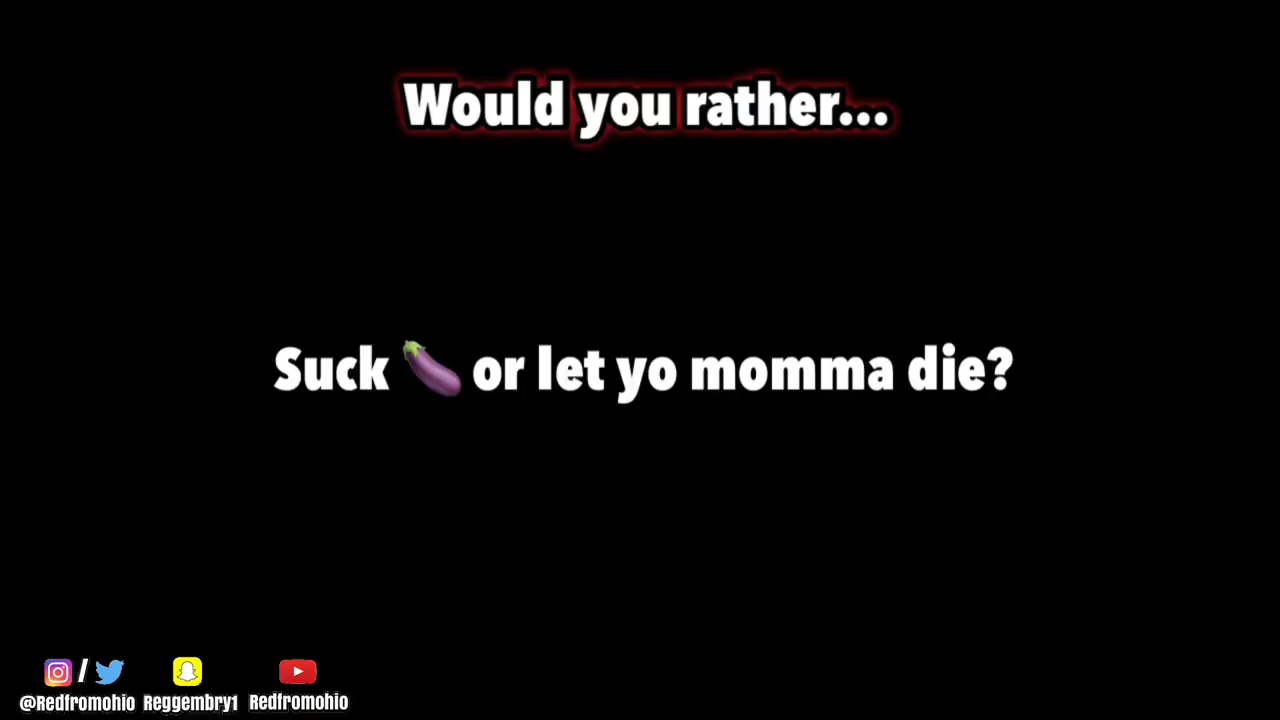 Would you rather...
Suck 🍆 or let yo momma die?
/
@Redfromohio Reggembry1 Redfromohio